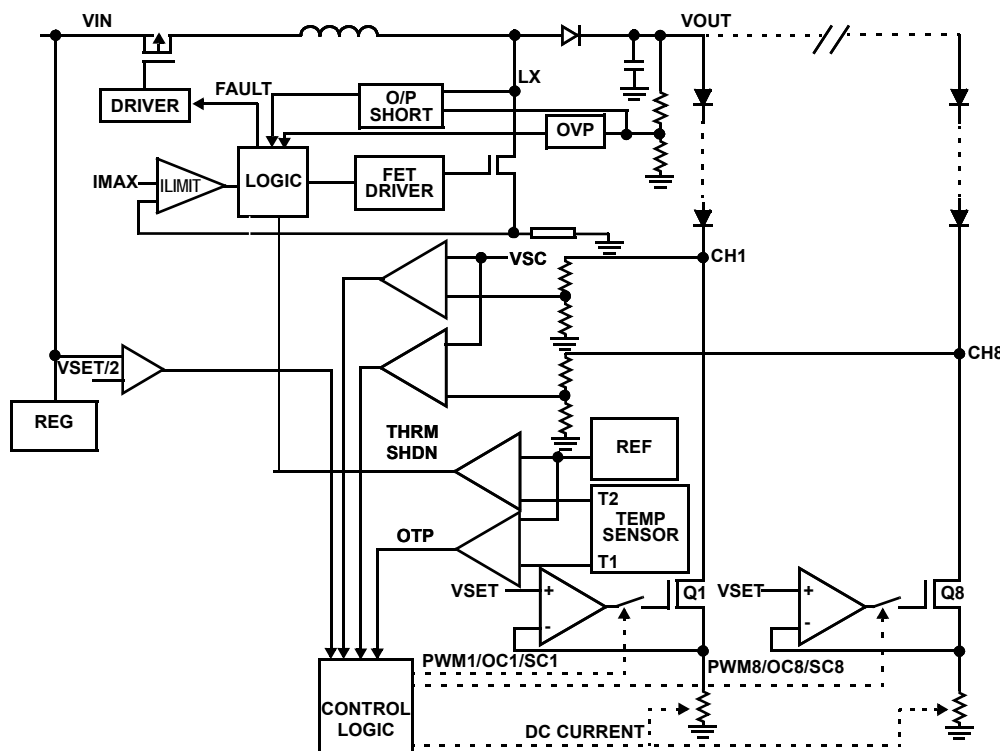 VIN
VOUT
LX
DRIVER
FAULT
O/P
SHORT
OVP
IMAX
ILIMIT
LOGIC
FET
DRIVER
VSC
CH1
VSET/2
CH8
REG
THRM
SHDN
REF
T2
TEMP
SENSOR
T1
OTP
VSET
+
-
Q1
VSET
+
-
Q8
PWM1/OC1/SC1
PWM8/OC8/SC8
CONTROL
LOGIC
DC CURRENT